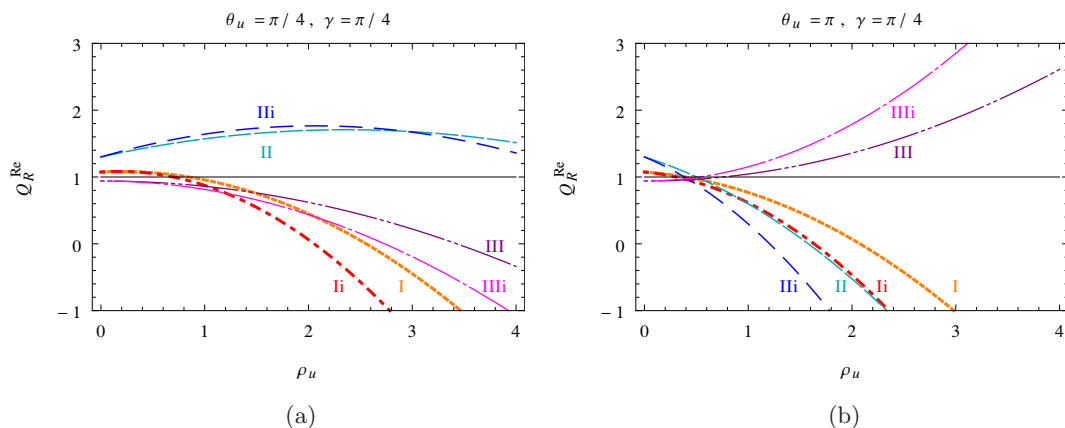 θu = π / 4 , γ = π / 4
3
2
1
0
− 1
Q_R^Re
IIi
II
III
IIIi
Ii
I
0 1 2 3 4
ρu
(a)
θu = π , γ = π / 4
3
2
1
0
− 1
Q_R^Re
IIIi
III
IIi
II
Ii
I
0 1 2 3 4
ρu
(b)